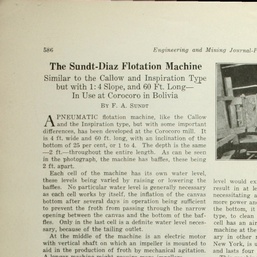 586
Engineering and Mining Journal-P
The Sundt-Diaz Flotation Machine
Similar to the Callow and Inspiration Type
but with 1:4 Slope, and 60 Ft. Long—
In Use at Corocoro in Bolivia
BY F. A. SUNDT
A PNEUMATIC flotation machine, like the Callow
and the Inspiration type, but with some important
differences, has been developed at the Corocoro mill. It
is 4 ft. wide and 60 ft. long, with an inclination of the
bottom of 25 per cent, or 1 to 4. The depth is the same
—2 ft.—throughout the entire length. As can be seen
in the photograph, the machine has baffles, these being
2 ft. apart.
Each cell of the machine has its own water level,
these levels being varied by raising or lowering the
baffles. No particular water level is generally necessary
as each cell works by itself, the inflation of the canvas
bottom after several days in operation being sufficient
to prevent the froth from passing through the narrow
opening between the canvas and the bottom of the baf-
fles. Only in the last cell is a definite water level neces-
sary, because of the tailing outlet.
At the middle of the machine is an electric motor
with vertical shaft on which an impeller is mounted to
aid in the production of froth by mechanical agitation.
level would ex
result in at le
necessitating a
more power an
the bottom, it
type, to clean
cell has an air
machine at the
ary in other
New York, is s
and lasts four